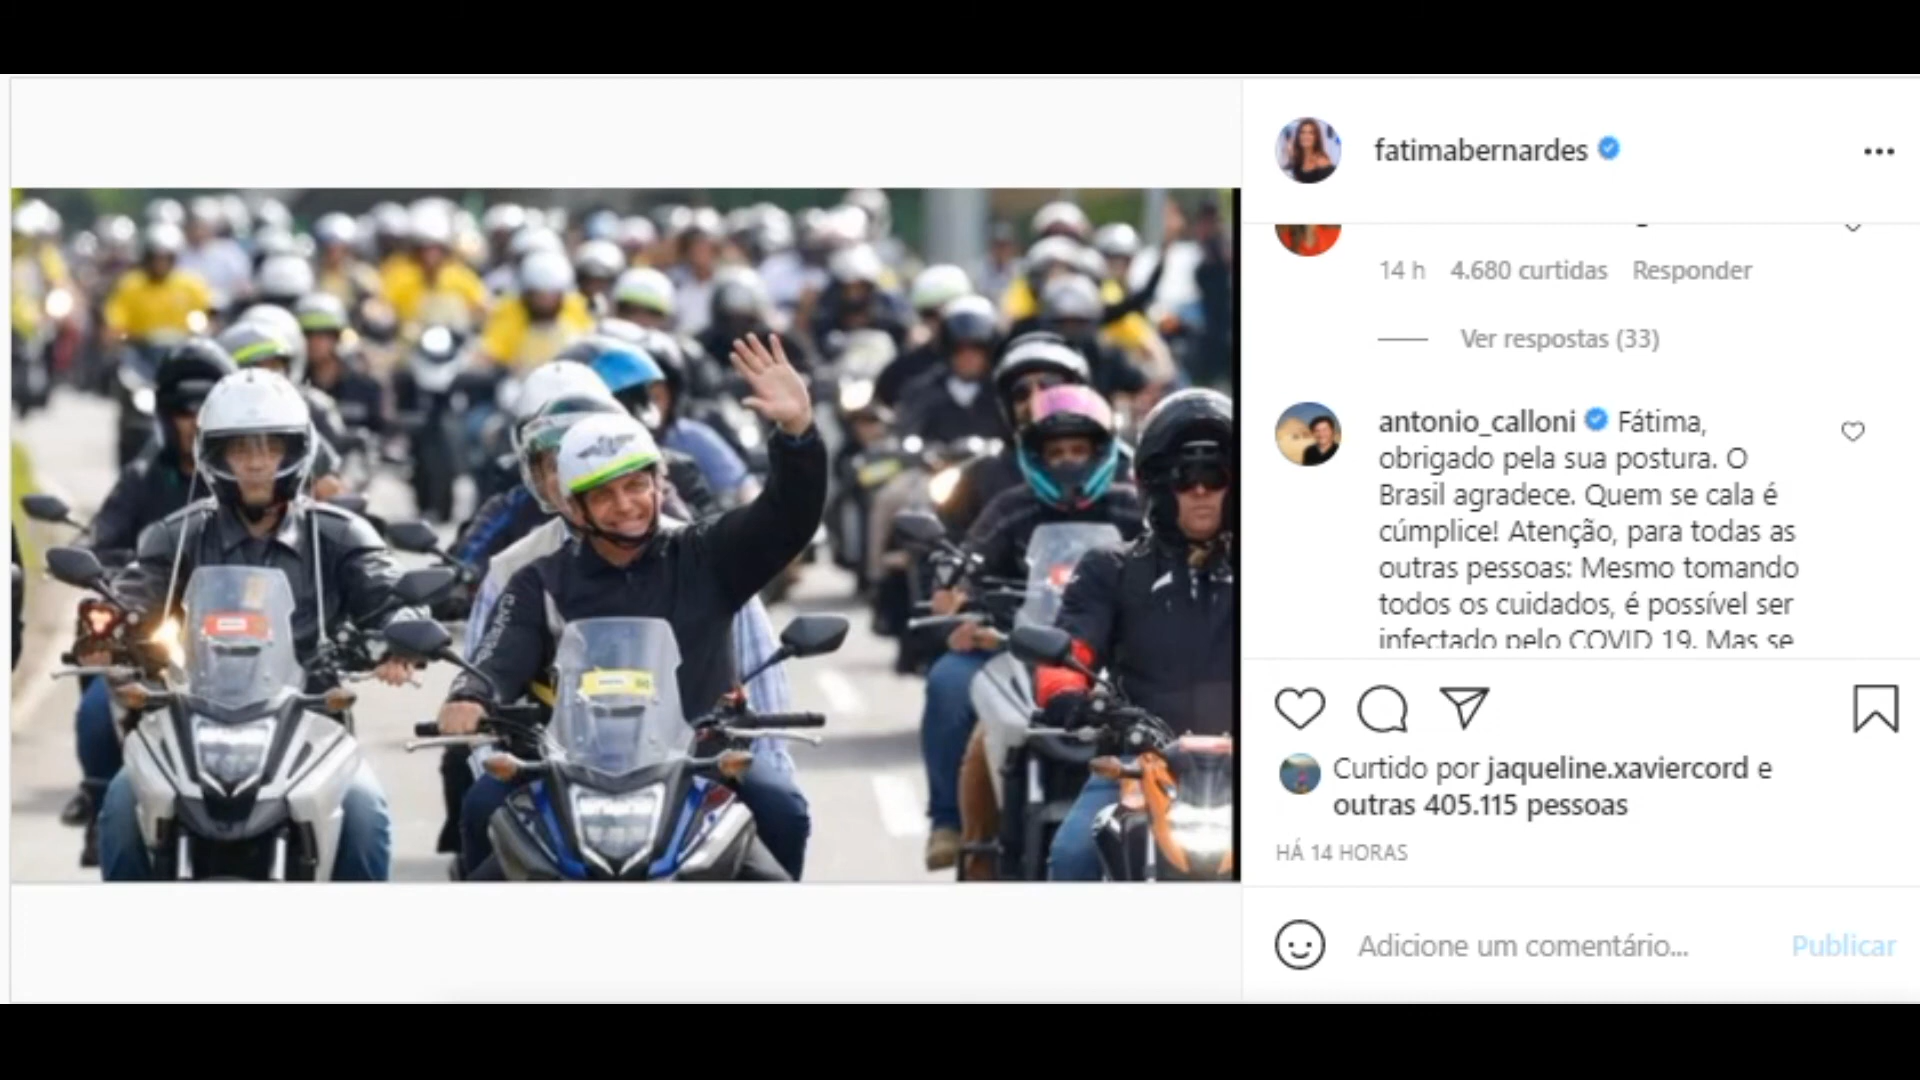 fatimabernardes
14 h 4.680 curtidas Responder
Ver respostas (33)
antonio_calloni Fátima,
obrigado pela sua postura. O
Brasil agradece. Quem se cala é
cúmplice! Atenção, para todas as
outras pessoas: Mesmo tomando
todos os cuidados, é possível ser
infectado pelo COVID 19. Mas se
Curtido por jaqueline.xaviercord e
outras 405.115 pessoas
HÁ 14 HORAS
Adicione um comentário... Publicar